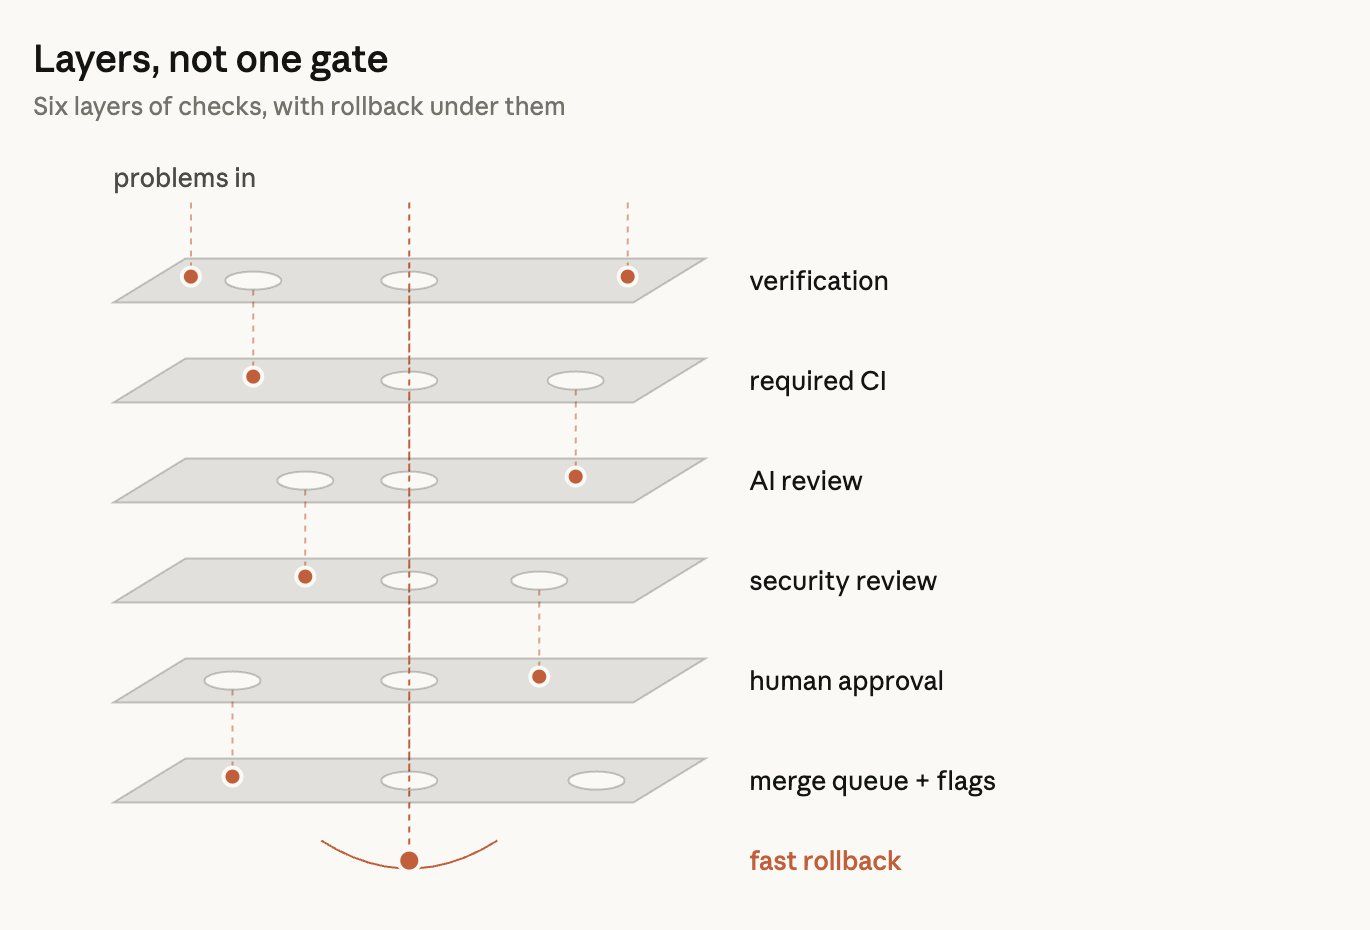 Layers, not one gate
Six layers of checks, with rollback under them
problems in
verification
required CI
AI review
security review
human approval
merge queue + flags
fast rollback